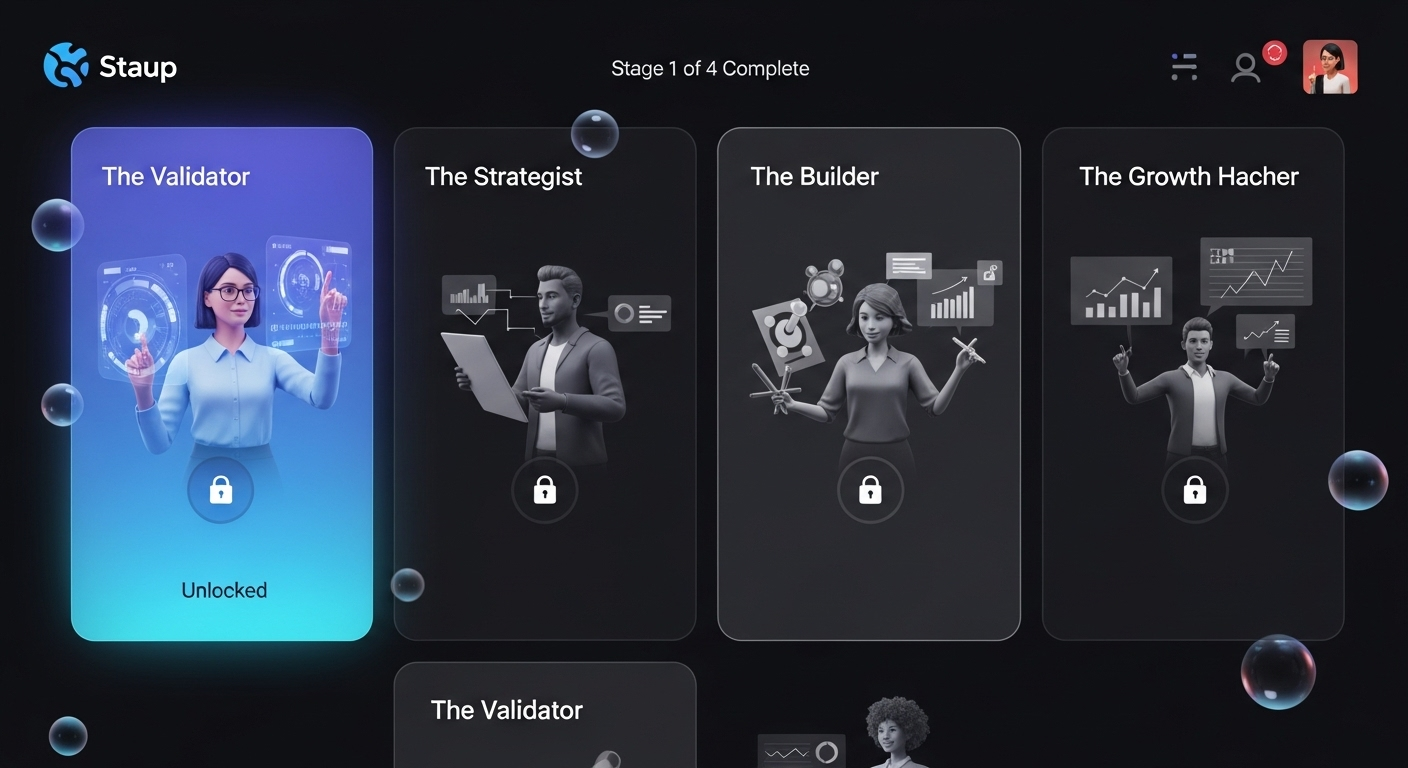 Staup
Stage 1 of 4 Complete
The Validator
The Strategist
The Builder
The Growth Hacher
Unlocked
The Validator